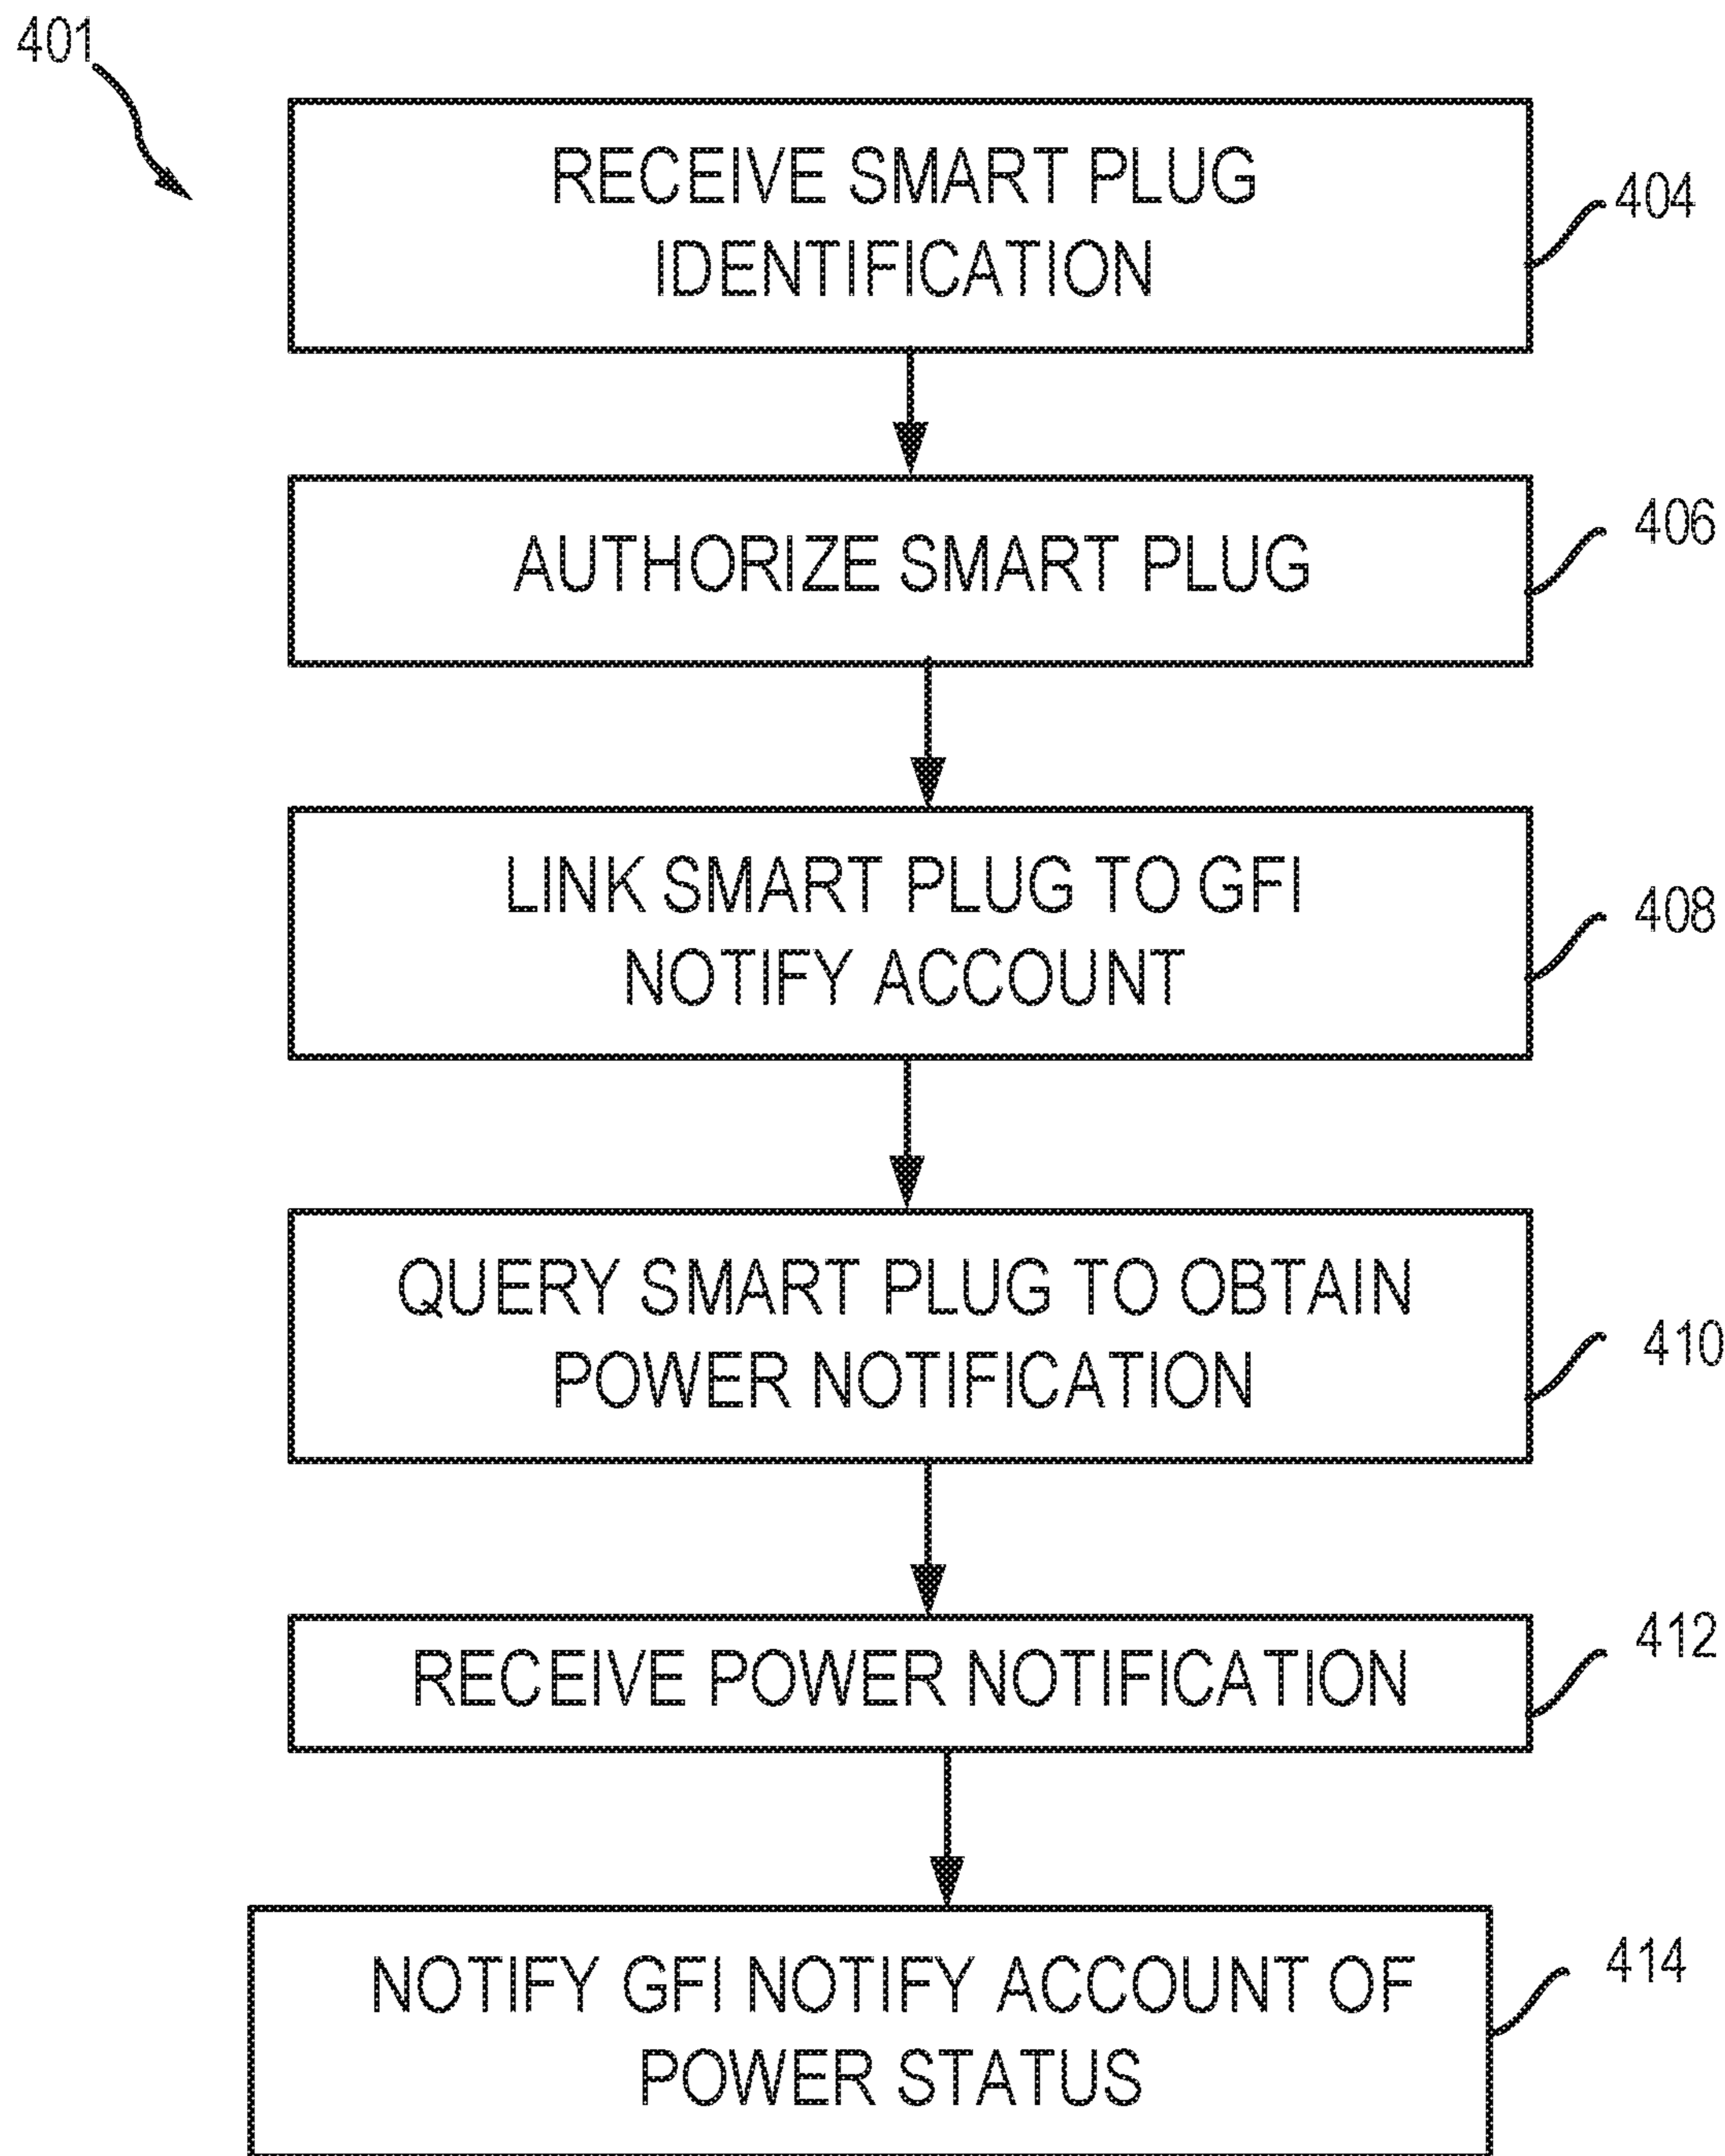 401
RECEIVE SMART PLUG
IDENTIFICATION
404
AUTHORIZE SMART PLUG
406
LINK SMART PLUG TO GFI
NOTIFY ACCOUNT
408
QUERY SMART PLUG TO OBTAIN
POWER NOTIFICATION
410
RECEIVE POWER NOTIFICATION
412
NOTIFY GFI NOTIFY ACCOUNT OF
POWER STATUS
414